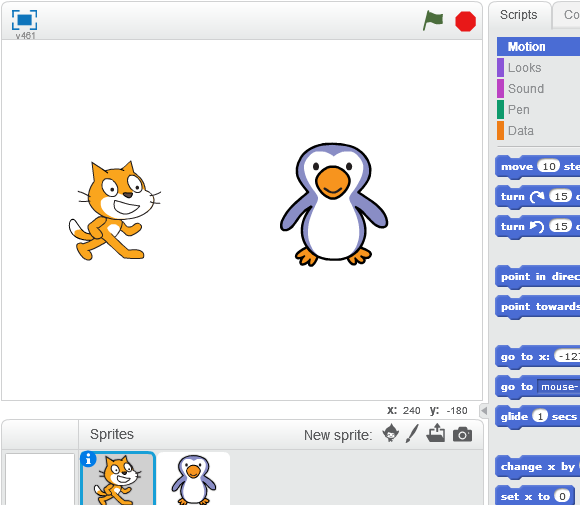 v461
Scripts
Co
Motion
Looks
Sound
Pen
Data
move 10 ste
turn 15 d
turn 15 d
point in direc
point towards
go to x: -127
go to mouse-
glide 1 secs
change x by
set x to 0
x: 240 y: -180
Sprites
New sprite: